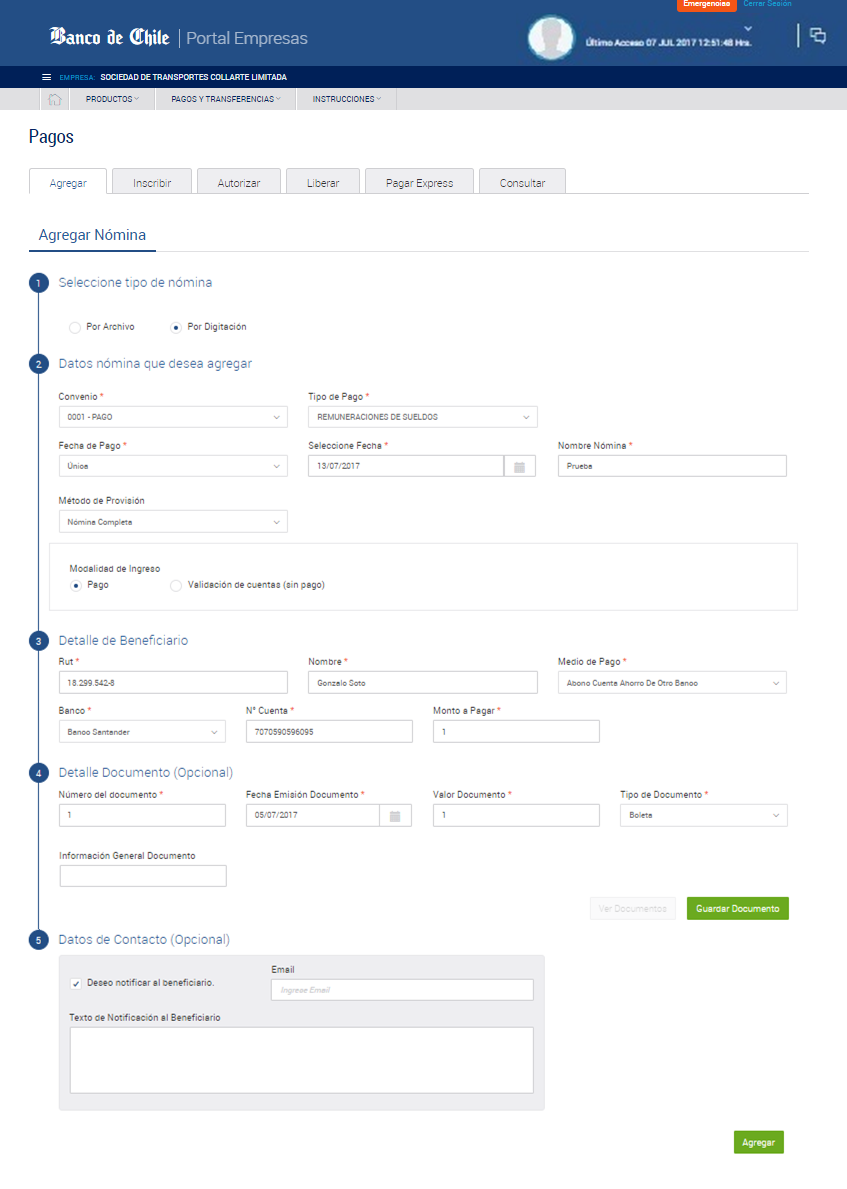 Emergencias Cerrar Sesión
Banco de Chile | Portal Empresas
Último Acceso 07 JUL 2017 12:51:48 Hrs.
EMPRESA: SOCIEDAD DE TRANSPORTES COLLARTE LIMITADA
PRODUCTOS PAGOS Y TRANSFERENCIAS INSTRUCCIONES
Pagos
Agregar Inscribir Autorizar Liberar Pagar Express Consultar
Agregar Nómina
1 Seleccione tipo de nómina
Por Archivo Por Digitación
2 Datos nómina que desea agregar
Convenio * Tipo de Pago *
0001 - PAGO REMUNERACIONES DE SUELDOS
Fecha de Pago * Seleccione Fecha * Nombre Nómina *
Única 13/07/2017 Prueba
Método de Provisión
Nómina Completa
Modalidad de Ingreso
Pago Validación de cuentas (sin pago)
3 Detalle de Beneficiario
Rut * Nombre * Medio de Pago *
18.299.542-8 Gonzalo Soto Abono Cuenta Ahorro De Otro Banco
Banco * N° Cuenta * Monto a Pagar *
Banco Santander 7070590596095 1
4 Detalle Documento (Opcional)
Número del documento * Fecha Emisión Documento * Valor Documento * Tipo de Documento *
1 05/07/2017 1 Boleta
Información General Documento
Ver Documentos Guardar Documento
5 Datos de Contacto (Opcional)
Email
Deseo notificar al beneficiario.
Ingrese Email
Texto de Notificación al Beneficiario
Agregar